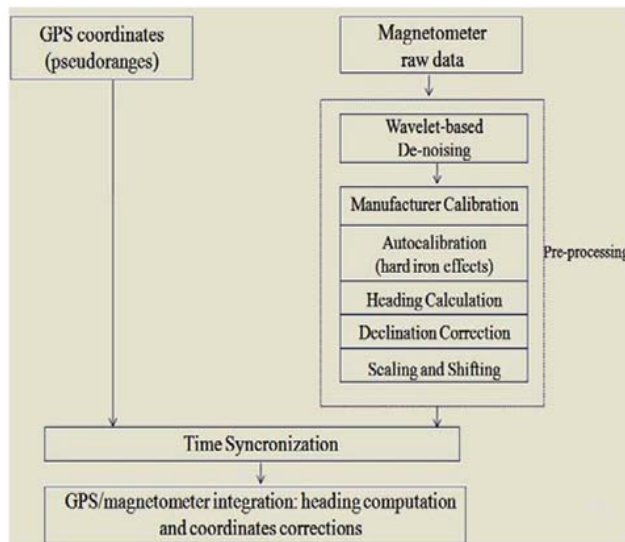 GPS coordinates
(pseudoranges)
Magnetometer
raw data
Wavelet-based
De-noising
Manufacturer Calibration
Autocalibration
(hard iron effects)
Heading Calculation
Declination Correction
Scaling and Shifting
Pre-processing
Time Syncronization
GPS/magnetometer integration: heading computation
and coordinates corrections